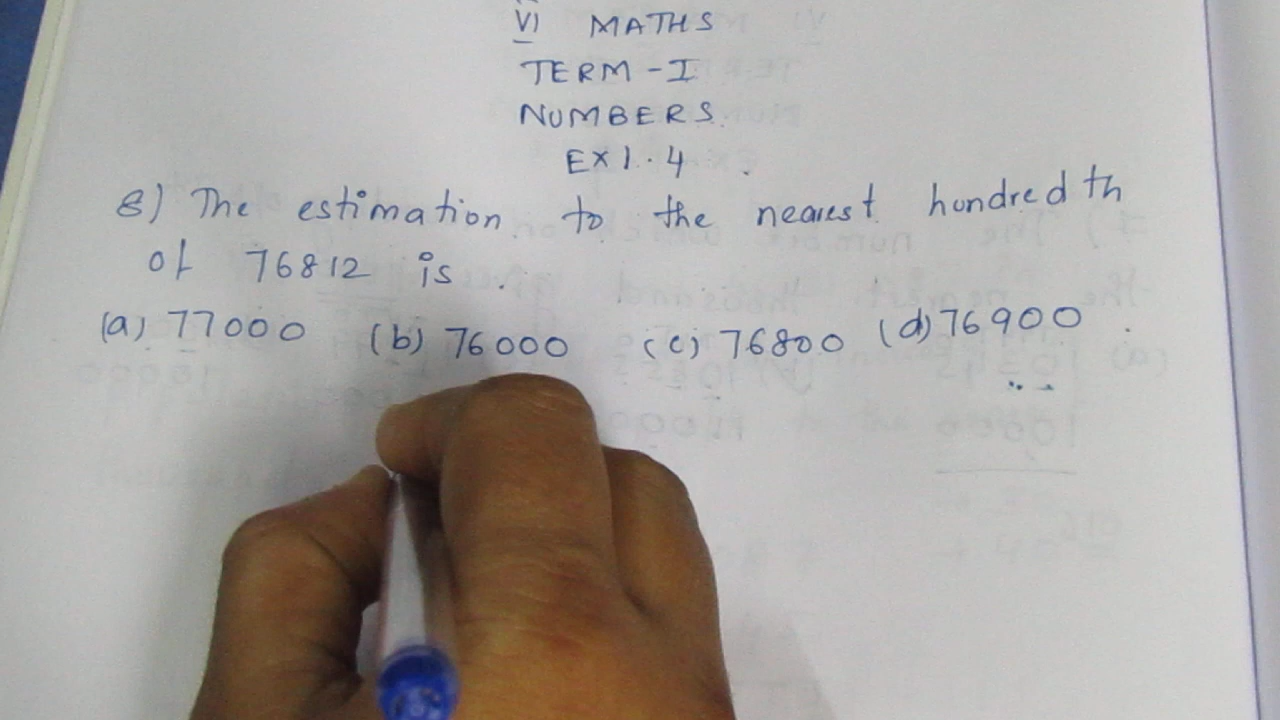 VI MATHS
TERM - I
NUMBERS.
EX 1.4.
8) The estimation to the nearest hundred th
of 76812 is .
(a) 77000 (b) 76000 (c) 76800 (d) 76900 .